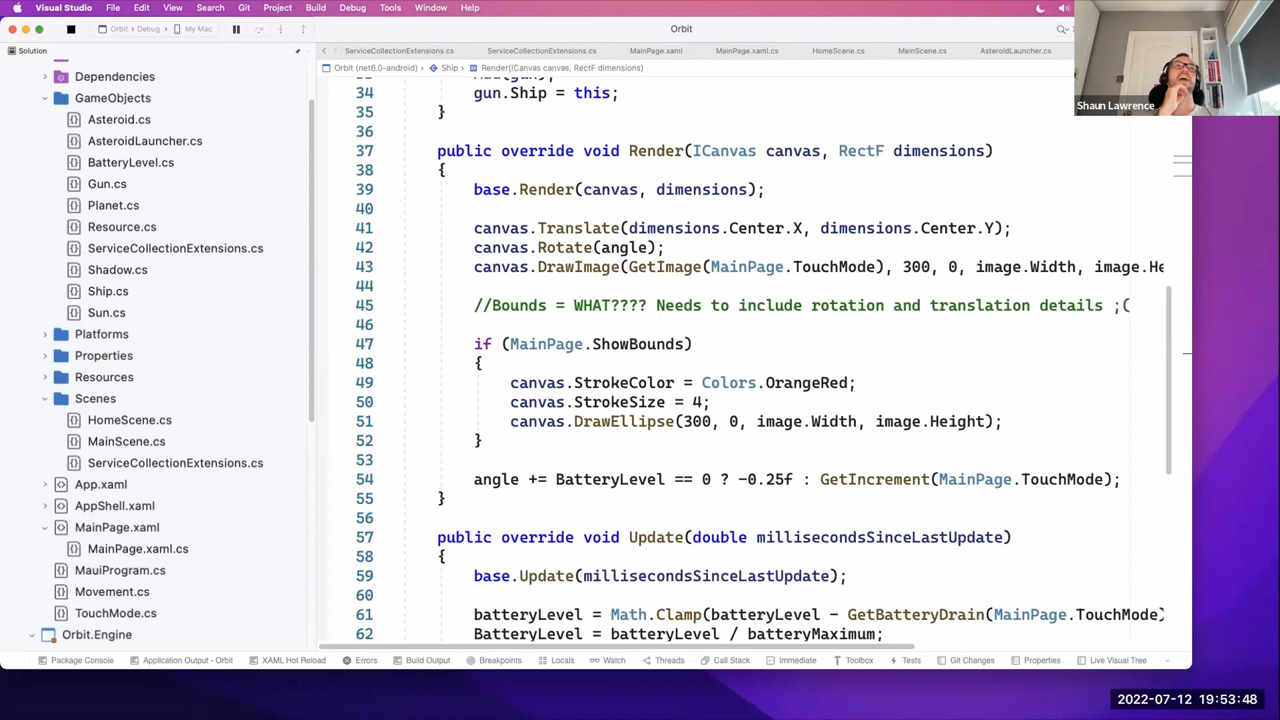 Visual Studio File Edit View Search Git Project Build Debug Tools Window Help
Orbit › Debug › My Mac
Orbit
Solution
ServiceCollectionExtensions.cs ServiceCollectionExtensions.cs MainPage.xaml MainPage.xaml.cs HomeScene.cs MainScene.cs AsteroidLauncher.cs
Orbit (net6.0-android) Ship Render(ICanvas canvas, RectF dimensions)
Shaun Lawrence
Dependencies
GameObjects
Asteroid.cs
AsteroidLauncher.cs
BatteryLevel.cs
Gun.cs
Planet.cs
Resource.cs
ServiceCollectionExtensions.cs
Shadow.cs
Ship.cs
Sun.cs
Platforms
Properties
Resources
Scenes
HomeScene.cs
MainScene.cs
ServiceCollectionExtensions.cs
App.xaml
AppShell.xaml
MainPage.xaml
MainPage.xaml.cs
MauiProgram.cs
Movement.cs
TouchMode.cs
Orbit.Engine
34 gun.Ship = this;
35 }
36
37 public override void Render(ICanvas canvas, RectF dimensions)
38 {
39 base.Render(canvas, dimensions);
40
41 canvas.Translate(dimensions.Center.X, dimensions.Center.Y);
42 canvas.Rotate(angle);
43 canvas.DrawImage(GetImage(MainPage.TouchMode), 300, 0, image.Width, image.He
44
45 //Bounds = WHAT???? Needs to include rotation and translation details ;(
46
47 if (MainPage.ShowBounds)
48 {
49 canvas.StrokeColor = Colors.OrangeRed;
50 canvas.StrokeSize = 4;
51 canvas.DrawEllipse(300, 0, image.Width, image.Height);
52 }
53
54 angle += BatteryLevel == 0 ? -0.25f : GetIncrement(MainPage.TouchMode);
55 }
56
57 public override void Update(double millisecondsSinceLastUpdate)
58 {
59 base.Update(millisecondsSinceLastUpdate);
60
61 batteryLevel = Math.Clamp(batteryLevel - GetBatteryDrain(MainPage.TouchMode)
62 BatteryLevel = batteryLevel / batteryMaximum;
Package Console Application Output - Orbit XAML Hot Reload Errors Build Output Breakpoints Locals Watch Threads Call Stack Immediate Toolbox Tests Git Changes Properties Live Visual Tree
2022-07-12 19:53:48